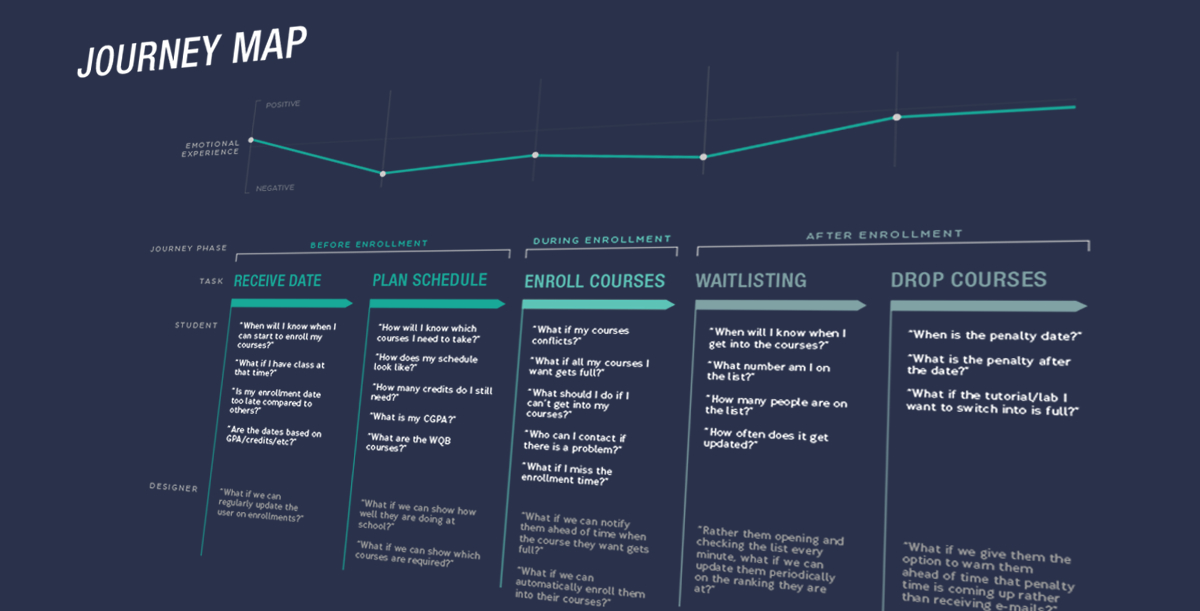 JOURNEY MAP
POSITIVE
EMOTIONAL
EXPERIENCE
NEGATIVE
JOURNEY PHASE
BEFORE ENROLLMENT
DURING ENROLLMENT
AFTER ENROLLMENT
TASK
RECEIVE DATE
PLAN SCHEDULE
ENROLL COURSES
WAITLISTING
DROP COURSES
STUDENT
"When will I know when I
can start to enroll my
courses?"
"What if I have class at
that time?"
"Is my enrollment date
too late compared to
others?"
"Are the dates based on
GPA/credits/etc?"
"How will I know which
courses I need to take?"
"How does my schedule
look like?"
"How many credits do I still
need?"
"What is my CGPA?"
"What are the WQB
courses?"
"What if my courses
conflicts?"
"What if all my courses I
want gets full?"
"What should I do if I
can't get into my
courses?"
"Who can I contact if
there is a problem?"
"What if I miss the
enrollment time?"
"When will I know when I
get into the courses?"
"What number am I on
the list?"
"How many people are on
the list?"
"How often does it get
updated?"
"When is the penalty date?"
"What is the penalty after
the date?"
"What if the tutorial/lab I
want to switch into is full?"
DESIGNER
"What if we can
regularly update the
user on enrollments?"
"What if we can show how
well they are doing at
school?"
"What if we can show which
courses are required?"
"What if we can notify
them ahead of time when
the course they want gets
full?"
"What if we can
automatically enroll them
into their courses?"
"Rather them opening and
checking the list every
minute, what if we can
update them periodically
on the ranking they are
at?"
"What if we give them the
option to warn them
ahead of time that penalty
time is coming up rather
than receiving e-mails?"